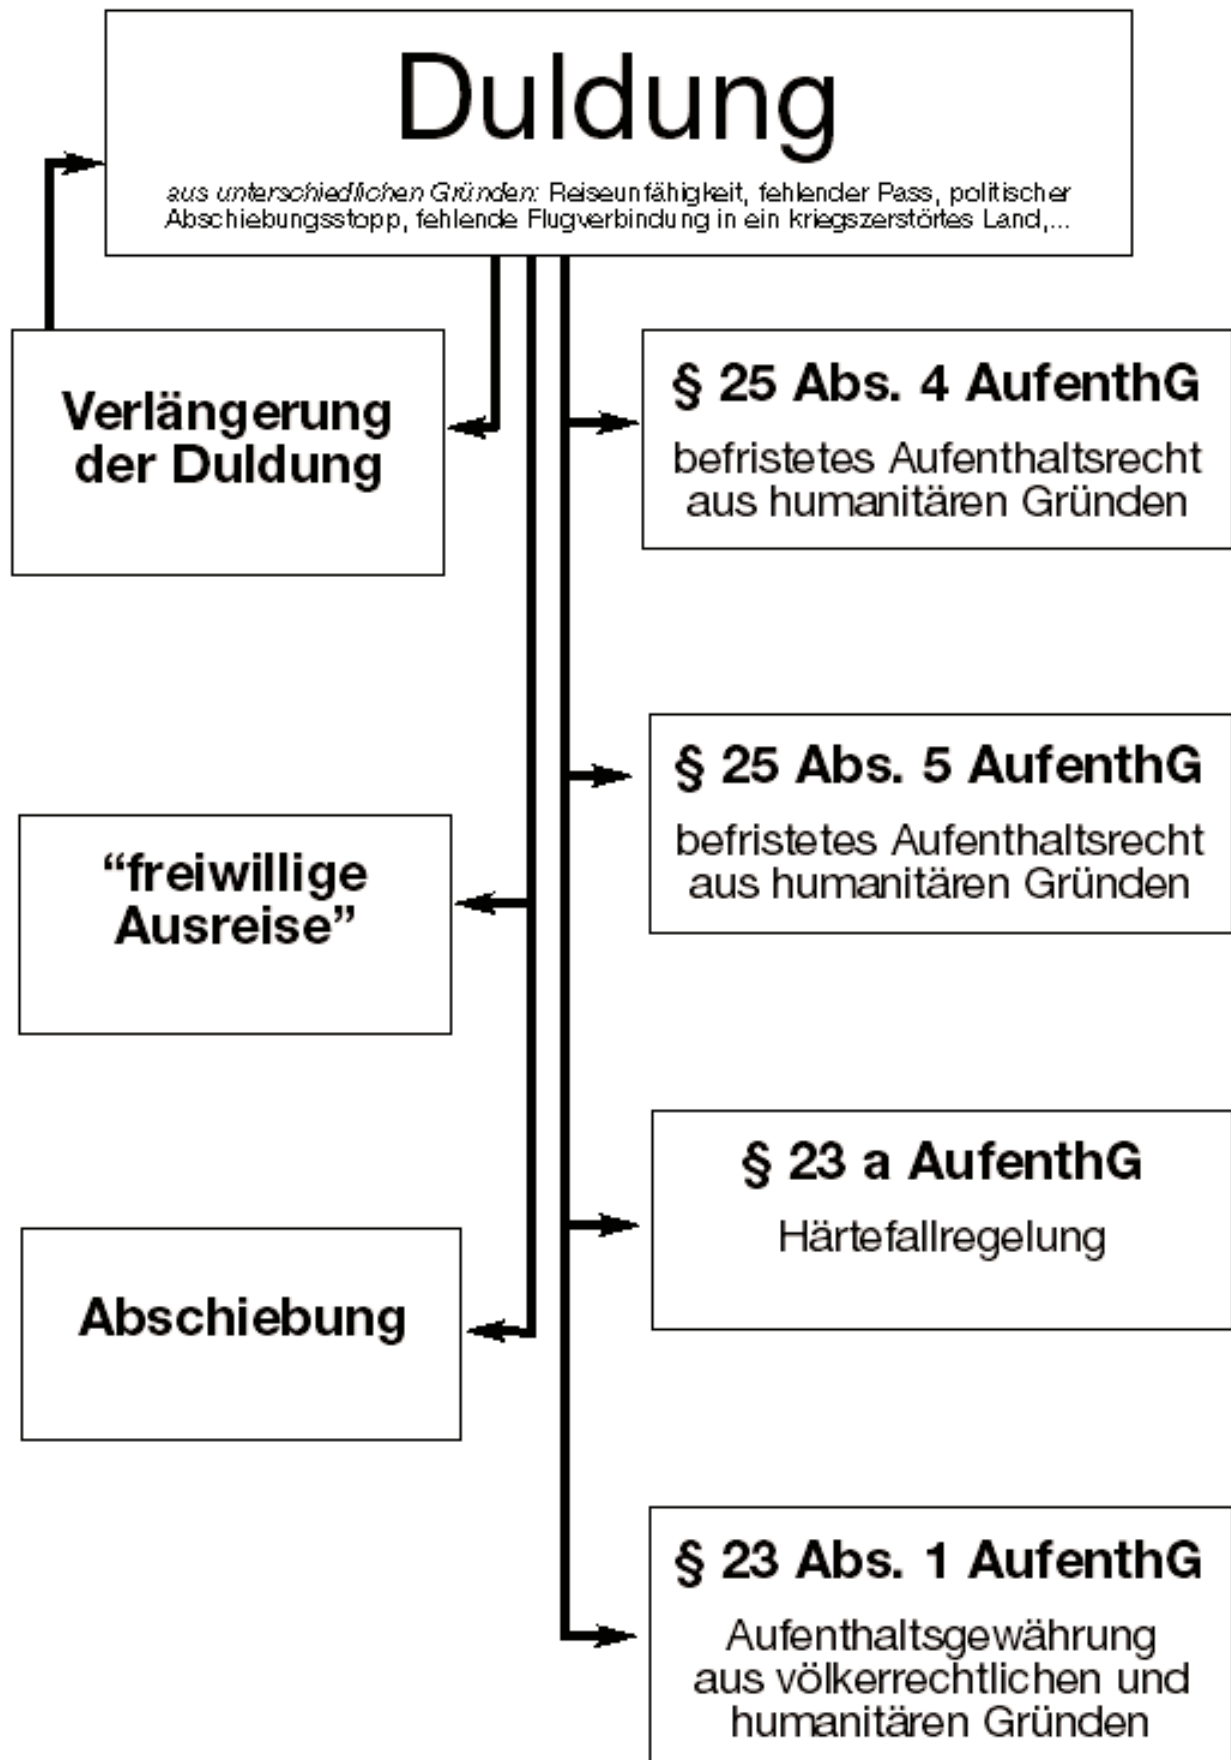 Duldung
aus unterschiedlichen Gründen: Reiseunfähigkeit, fehlender Pass, politischer
Abschiebungsstopp, fehlende Flugverbindung in ein kriegszerstörtes Land,...
Verlängerung
der Duldung
§ 25 Abs. 4 AufenthG
befristetes Aufenthaltsrecht
aus humanitären Gründen
§ 25 Abs. 5 AufenthG
befristetes Aufenthaltsrecht
aus humanitären Gründen
“freiwillige
Ausreise”
§ 23 a AufenthG
Härtefallregelung
Abschiebung
§ 23 Abs. 1 AufenthG
Aufenthaltsgewährung
aus völkerrechtlichen und
humanitären Gründen